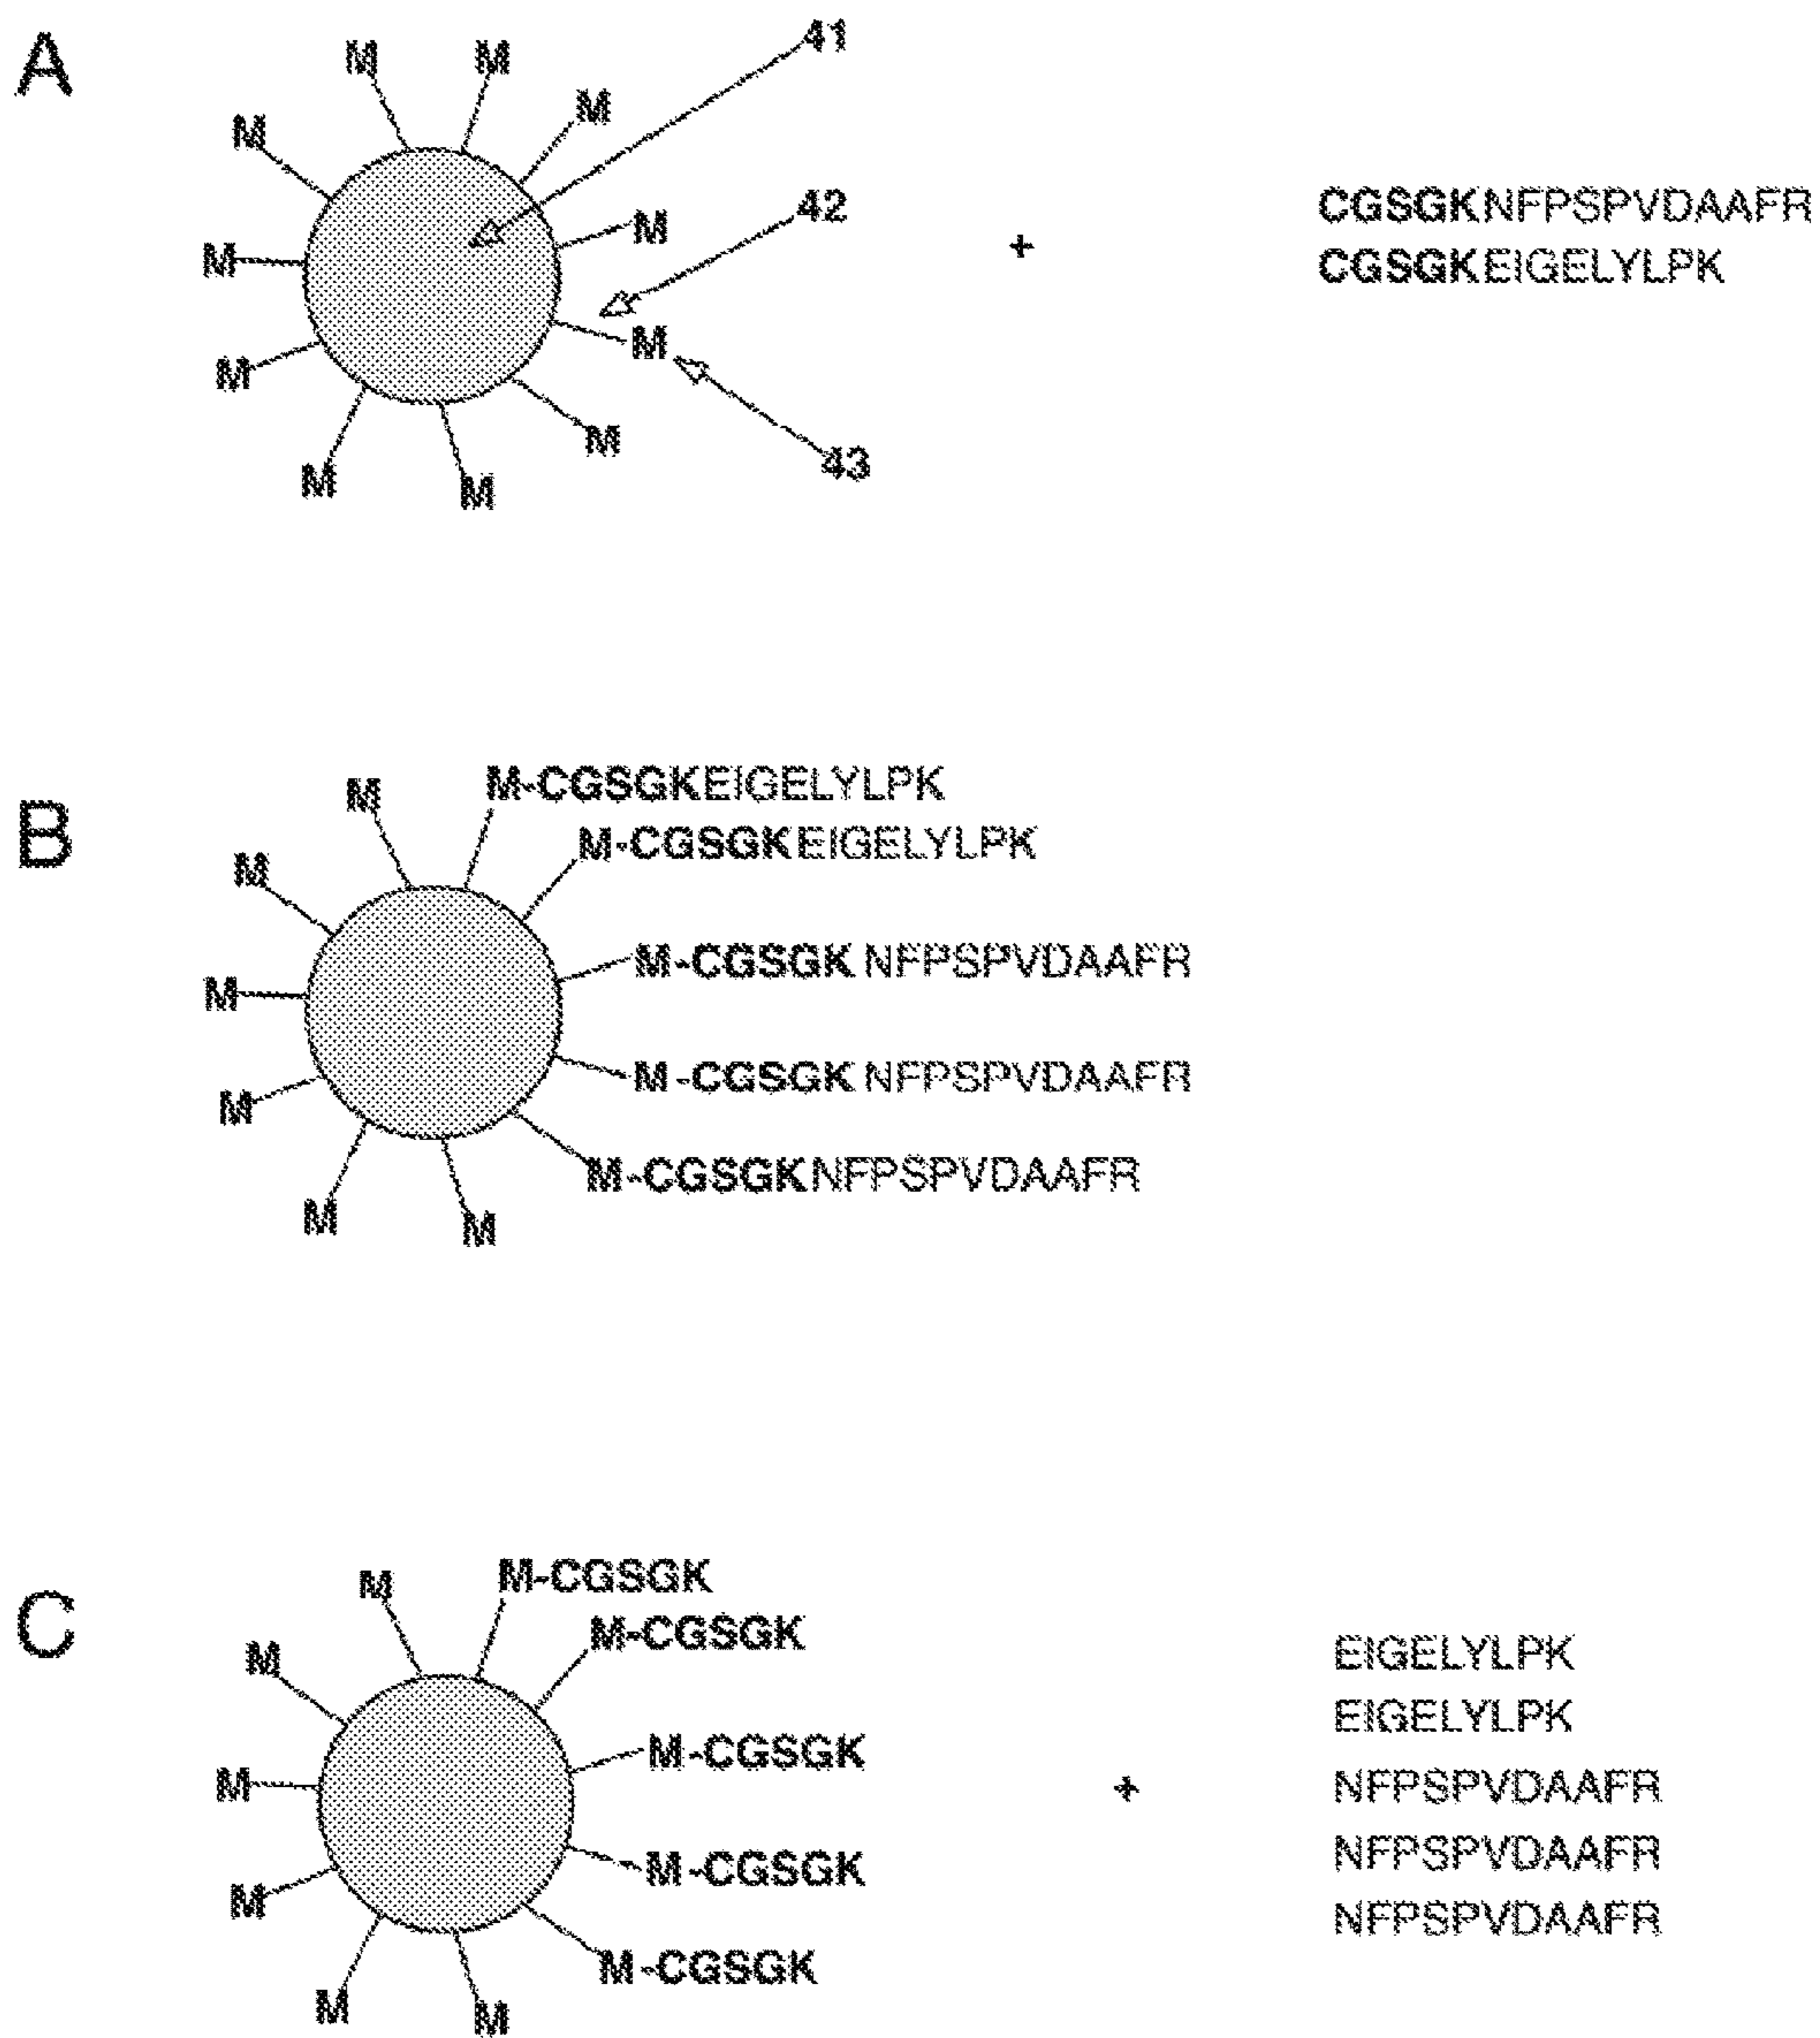 A
M M 41
M
M
42
M
CGSGKNFPSPVDAAFR
+
M
CGSGKEIGELYLPK
M
M
M
43
M
M
B
M
M-CGSGKEIGELYLPK
M-CGSGKEIGELYLPK
M
M-CGSGK NFPSPVDAAFR
M
M-CGSGK NFPSPVDAAFR
M
M-CGSGKNFPSPVDAAFR
M
M
C
M
M-CGSGK
M-CGSGK
M
EIGELYLPK
EIGELYLPK
M-CGSGK
M
+
NFPSPVDAAFR
NFPSPVDAAFR
M-CGSGK
M
NFPSPVDAAFR
M-CGSGK
M
M